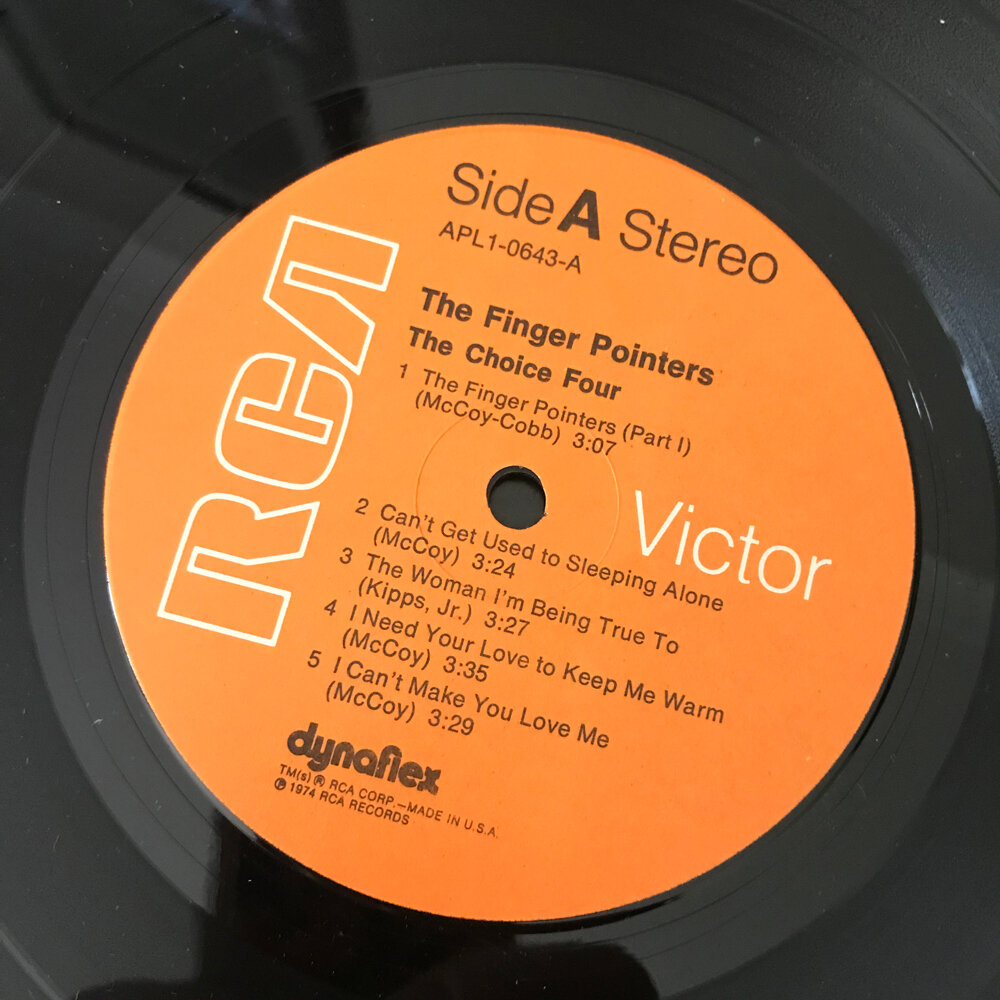 Side A Stereo
APL1-0643-A
The Finger Pointers
The Choice Four
1 The Finger Pointers (Part I)
(McCoy-Cobb) 3:07
2 Can't Get Used to Sleeping Alone
(McCoy) 3:24
3 The Woman I'm Being True To
(Kipps, Jr.) 3:27
4 I Need Your Love to Keep Me Warm
(McCoy) 3:35
5 I Can't Make You Love Me
(McCoy) 3:29
RCA
Victor
dynaflex
TM(s) ® RCA CORP.—MADE IN U.S.A.
℗ 1974 RCA RECORDS